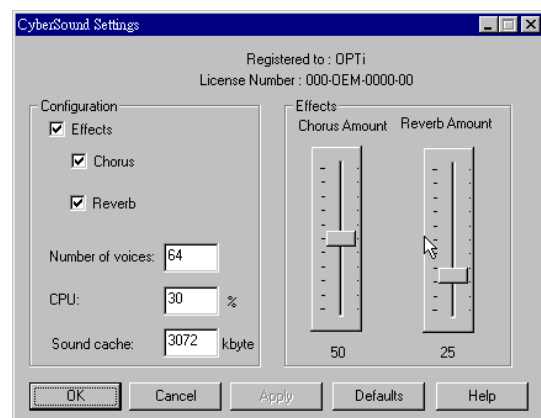 CyberSound Settings
Registered to : OPTi
License Number : 000-OEM-0000-00
Configuration
Effects
Chorus
Reverb
Number of voices: 64
CPU: 30 %
Sound cache: 3072 kbyte
Effects
Chorus Amount Reverb Amount
50 25
OK Cancel Apply Defaults Help